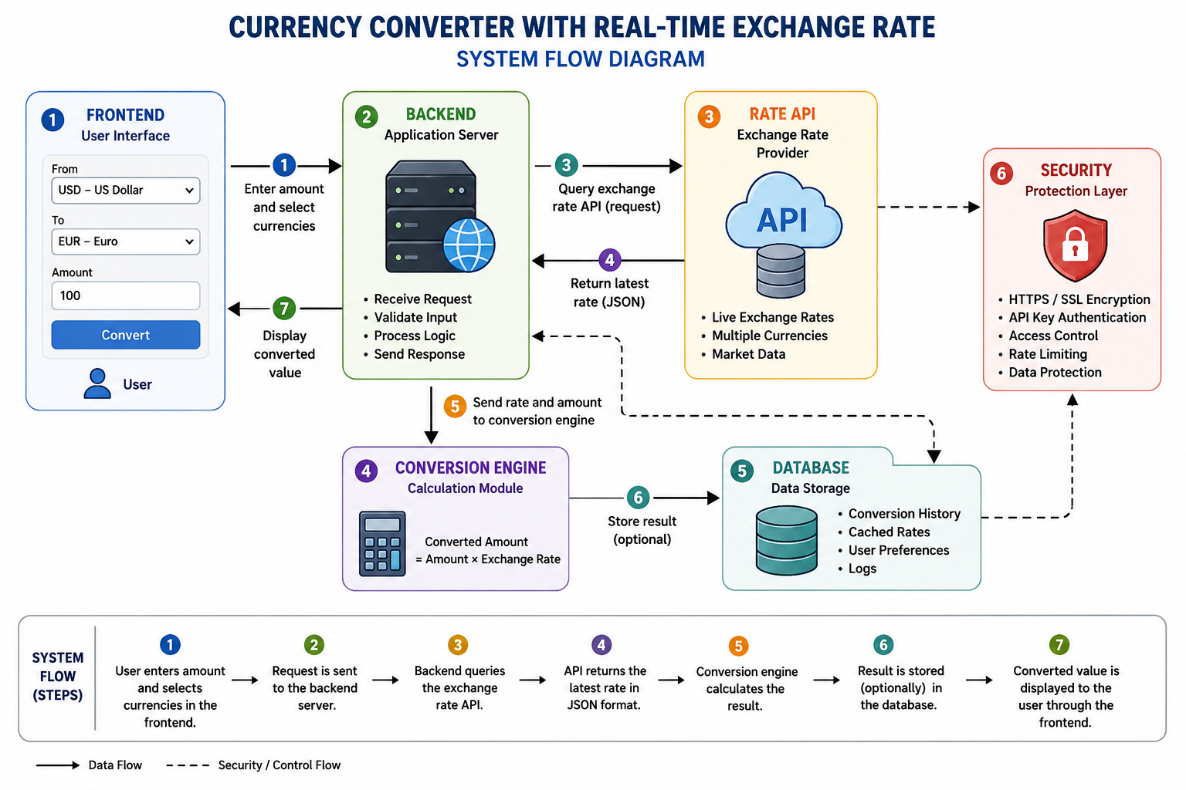 CURRENCY CONVERTER WITH REAL-TIME EXCHANGE RATE
SYSTEM FLOW DIAGRAM
1 FRONTEND
User Interface
From
USD – US Dollar
To
EUR – Euro
Amount
100
Convert
User
1
Enter amount
and select
currencies
7
Display
converted
value
2 BACKEND
Application Server
• Receive Request
• Validate Input
• Process Logic
• Send Response
3
Query exchange
rate API (request)
4
Return latest
rate (JSON)
3 RATE API
Exchange Rate
Provider
API
• Live Exchange Rates
• Multiple Currencies
• Market Data
6 SECURITY
Protection Layer
• HTTPS / SSL Encryption
• API Key Authentication
• Access Control
• Rate Limiting
• Data Protection
5 Send rate and amount
to conversion engine
4 CONVERSION ENGINE
Calculation Module
Converted Amount
= Amount × Exchange Rate
6
Store result
(optional)
5 DATABASE
Data Storage
• Conversion History
• Cached Rates
• User Preferences
• Logs
SYSTEM
FLOW
(STEPS)
1
User enters amount
and selects
currencies in the
frontend.
2
Request is sent
to the backend
server.
3
Backend queries
the exchange
rate API.
4
API returns the
latest rate in
JSON format.
5
Conversion engine
calculates the
result.
6
Result is stored
(optionally) in
the database.
7
Converted value is
displayed to the
user through the
frontend.
Data Flow
Security / Control Flow